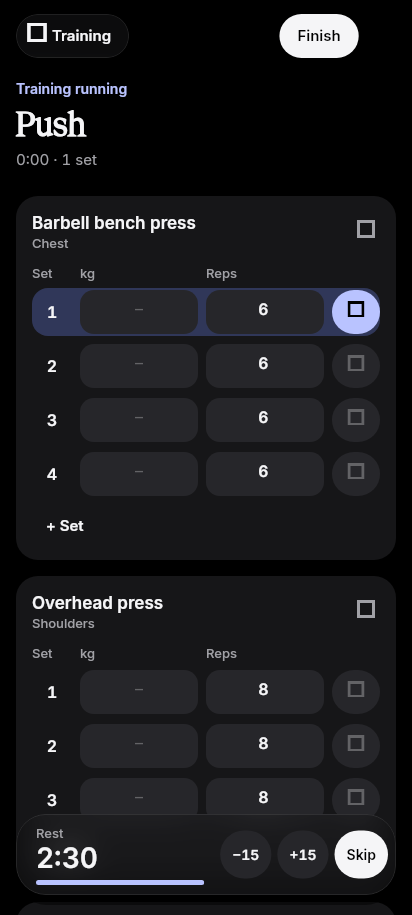 Training
Finish
Training running
Push
0:00 · 1 set
Barbell bench press
Chest
Set kg Reps
1 – 6
2 – 6
3 – 6
4 – 6
+ Set
Overhead press
Shoulders
Set kg Reps
1 – 8
2 – 8
3 – 8
Rest
2:30
−15 +15 Skip